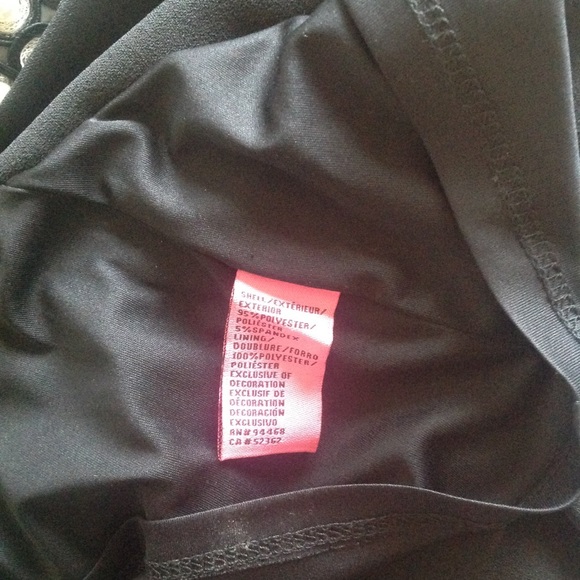 SHELL/EXTÉRIEUR/
EXTERIOR
95%POLYESTER/
POLIÉSTER
5%SPANDEX
LINING/
DOUBLURE/FORRO
100%POLYESTER/
POLIÉSTER
EXCLUSIVE OF
DECORATION
EXCLUSIF DE
DÉCORATION
DECORACIÓN
EXCLUSIVO
RN# 94468
CA# 52362